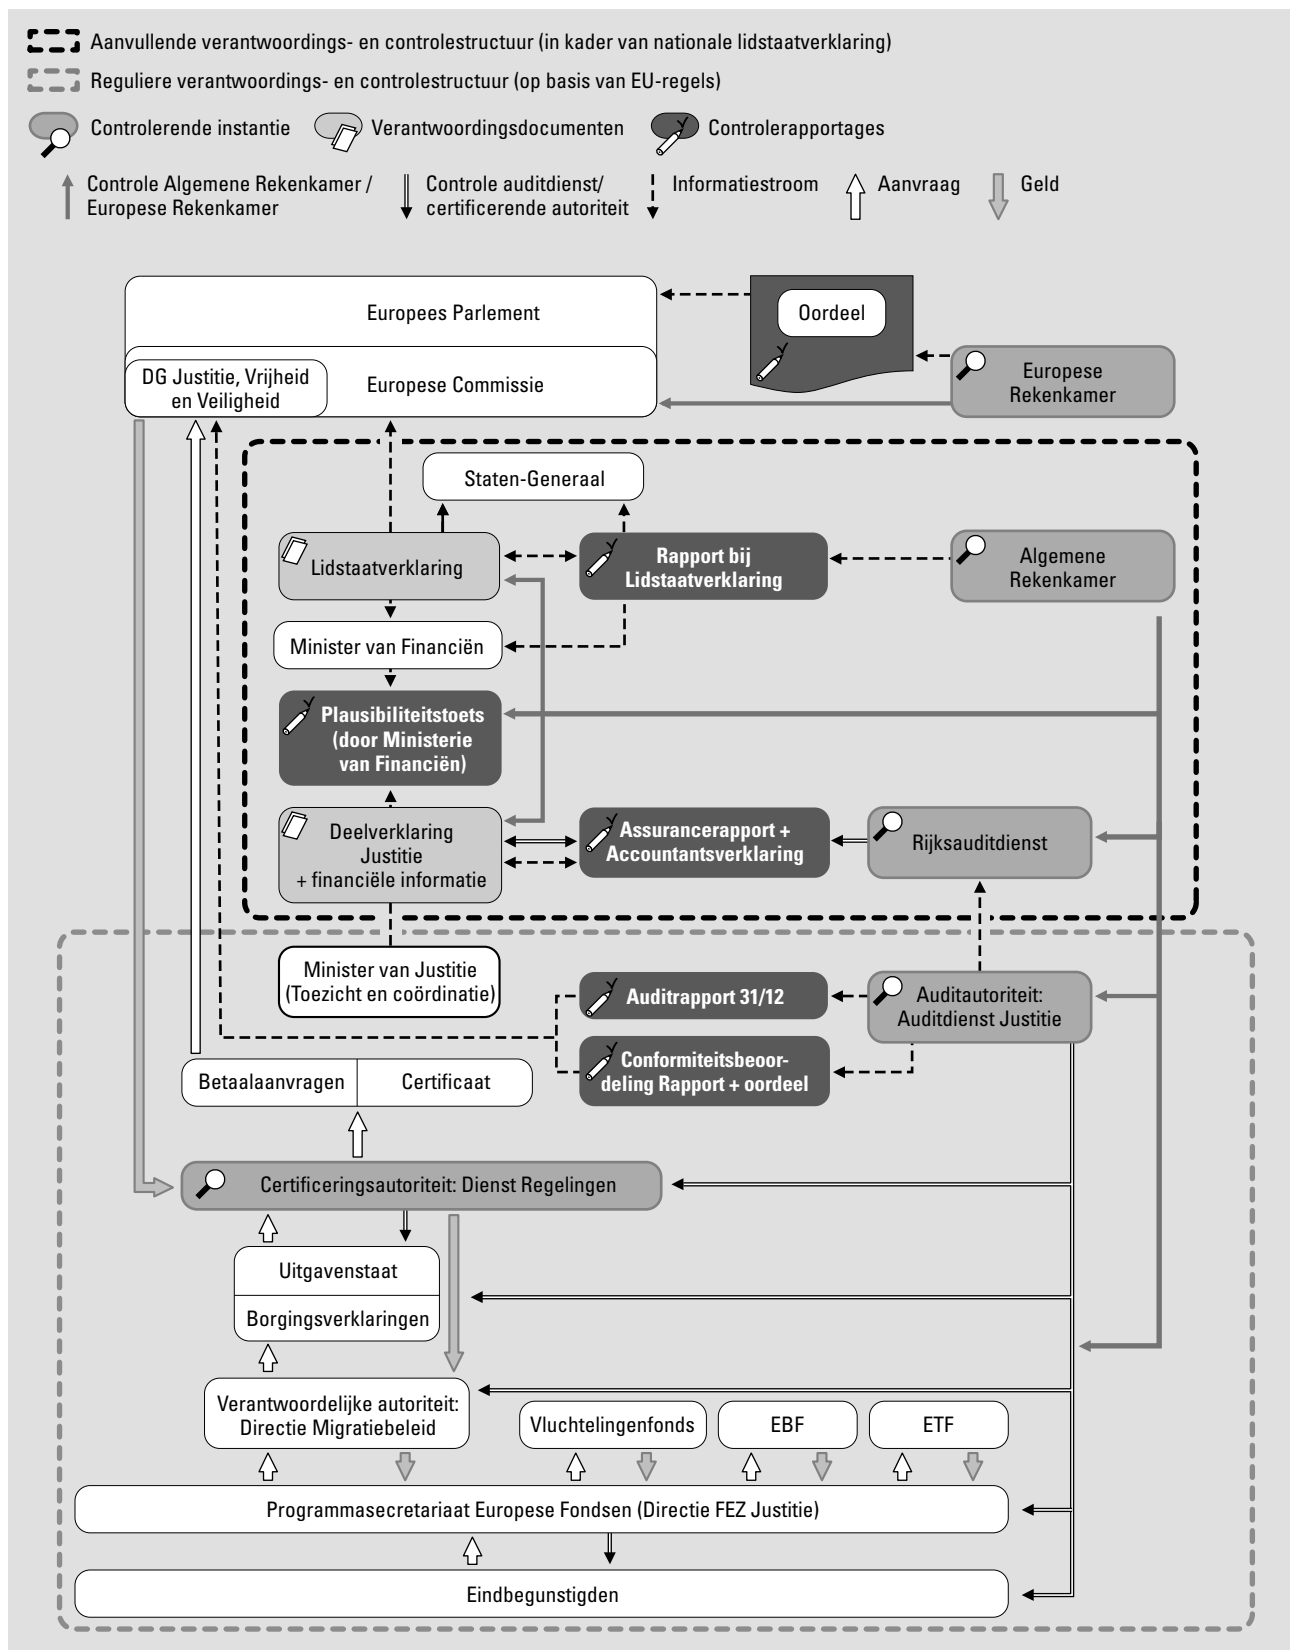 Aanvullende verantwoordings- en controlestructuur (in kader van nationale lidstaatverklaring)
Reguliere verantwoordings- en controlestructuur (op basis van EU-regels)
Controlerende instantie
Verantwoordingsdocumenten
Controlerapportages
Controle Algemene Rekenkamer /
Europese Rekenkamer
Controle auditdienst/
certificerende autoriteit
Informatiestroom
Aanvraag
Geld
Europees Parlement
Oordeel
DG Justitie, Vrijheid
en Veiligheid
Europese Commissie
Europese
Rekenkamer
Staten-Generaal
Lidstaatverklaring
Rapport bij
Lidstaatverklaring
Algemene
Rekenkamer
Minister van Financiën
Plausibiliteitstoets
(door Ministerie
van Financiën)
Deelverklaring
Justitie
+ financiële informatie
Assurancerapport +
Accountantsverklaring
Rijksauditdienst
Minister van Justitie
(Toezicht en coördinatie)
Auditrapport 31/12
Auditautoriteit:
Auditdienst Justitie
Conformiteitsbeoor-
deling Rapport + oordeel
Betaalaanvragen
Certificaat
Certificeringsautoriteit: Dienst Regelingen
Uitgavenstaat
Borgingsverklaringen
Verantwoordelijke autoriteit:
Directie Migratiebeleid
Vluchtelingenfonds
EBF
ETF
Programmasecretariaat Europese Fondsen (Directie FEZ Justitie)
Eindbegunstigden